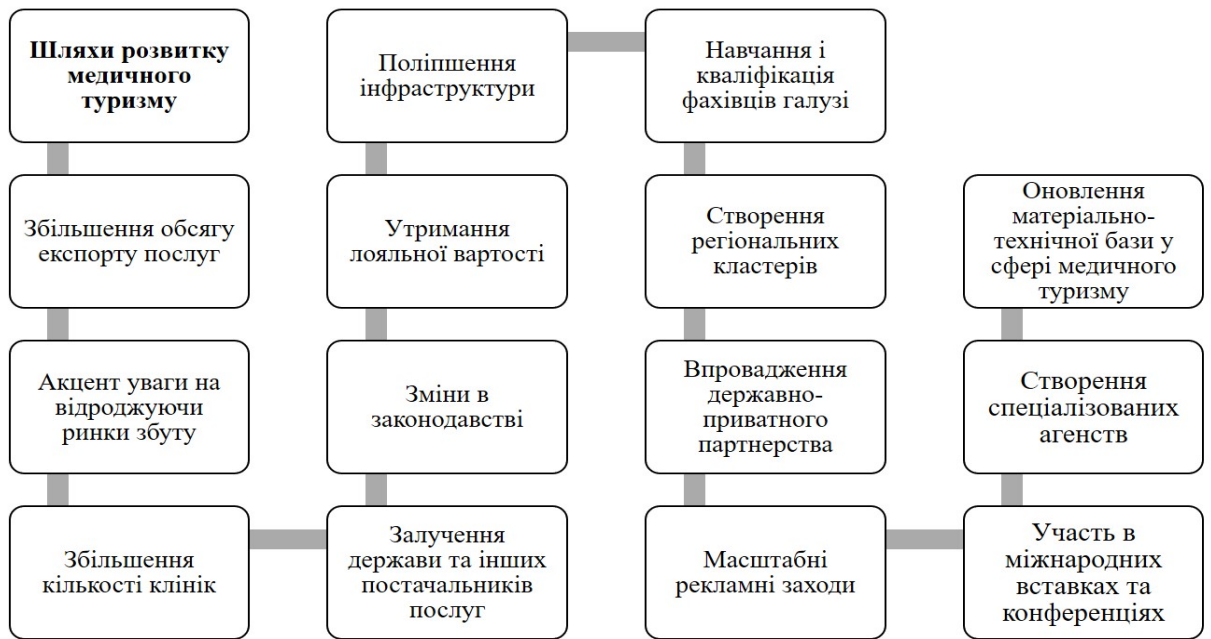 Шляхи розвитку
медичного
туризму
Збільшення обсягу
експорту послуг
Акцент уваги на
відроджуючи
ринки збуту
Збільшення
кількості клінік
Залучення
держави та інших
постачальників
послуг
Зміни в
законодавстві
Утримання
лояльної вартості
Поліпшення
інфраструктури
Навчання і
кваліфікація
фахівців галузі
Створення
регіональних
кластерів
Впровадження
державно-
приватного
партнерства
Масштабні
рекламні заходи
Участь в
міжнародних
вставках та
конференціях
Створення
спеціалізованих
агенств
Оновлення
матеріально-
технічної бази у
сфері медичного
туризму